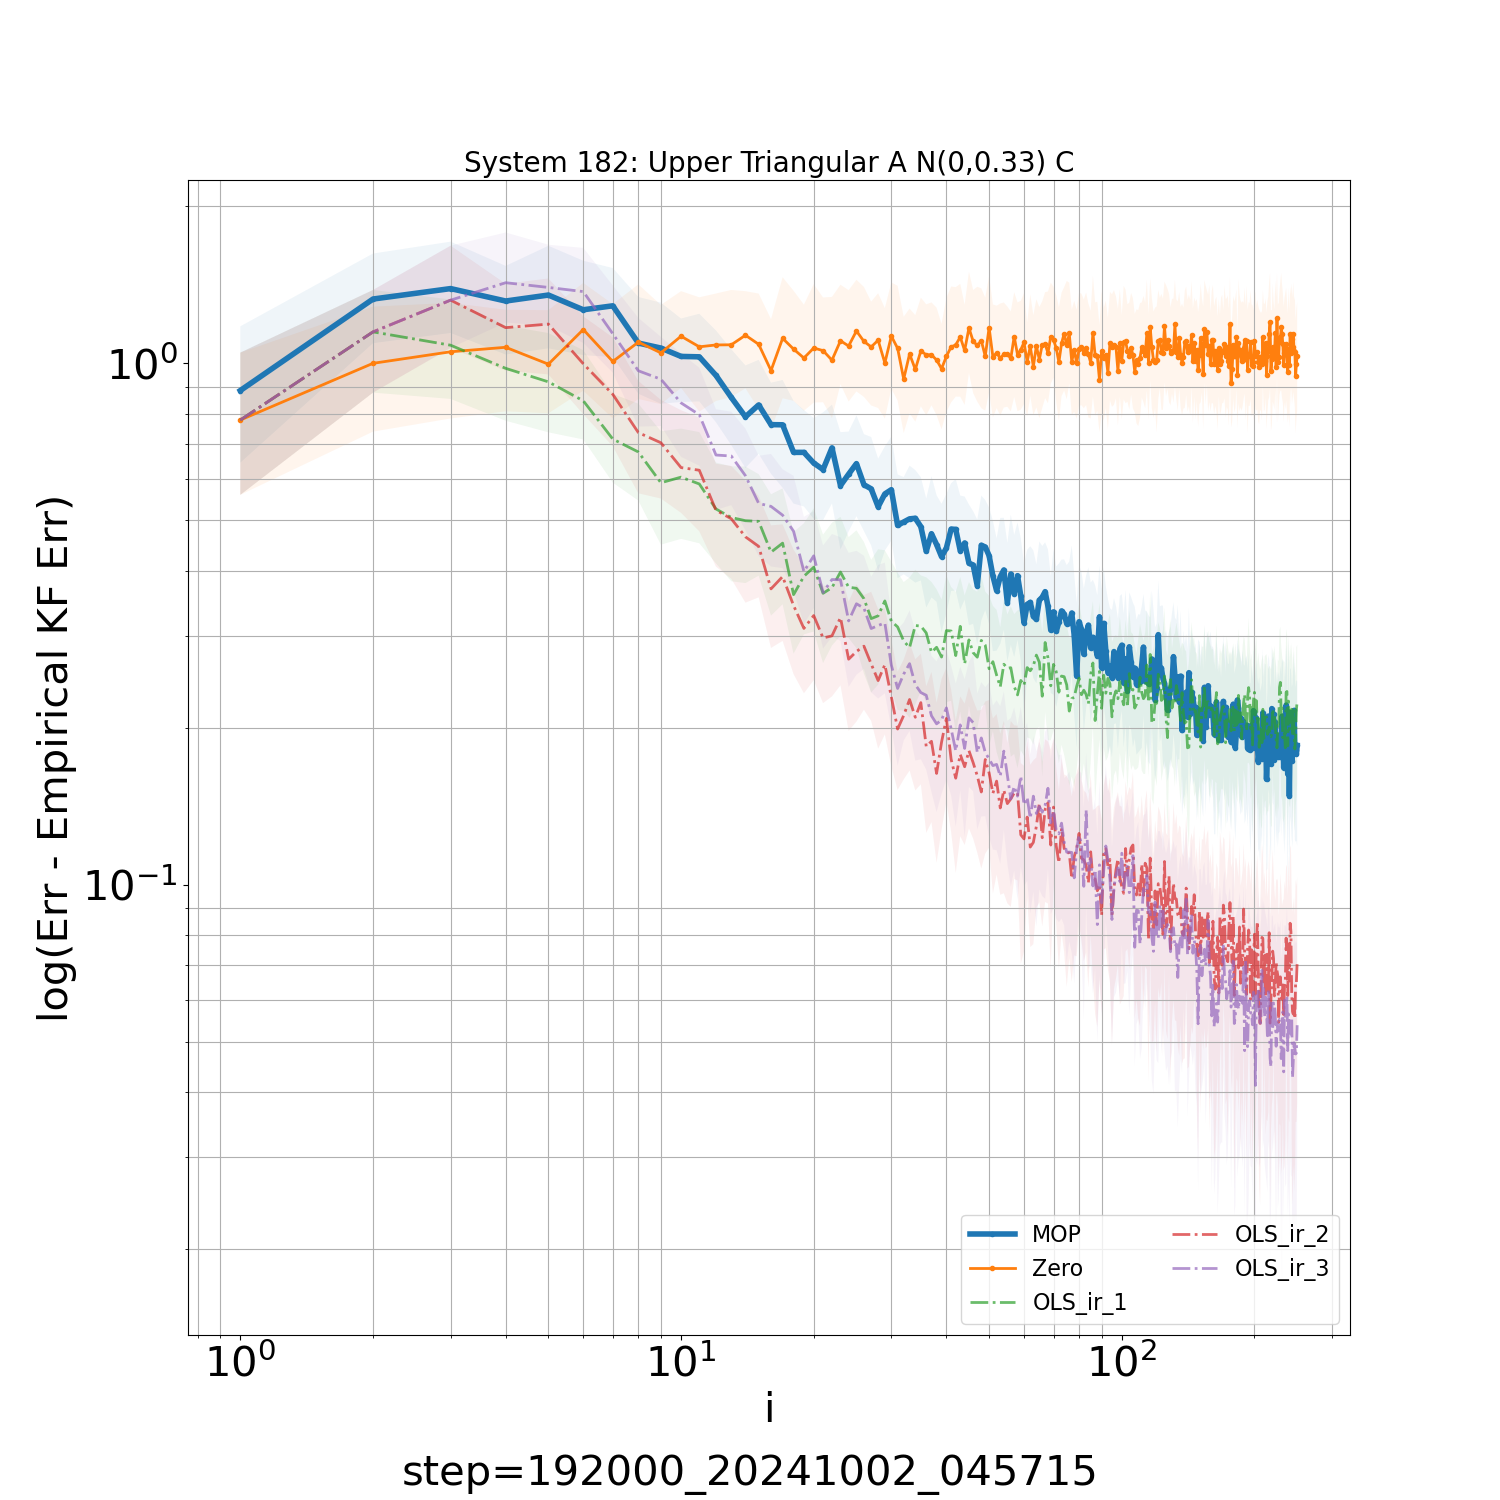 System 182: Upper Triangular A N(0,0.33) C
log(Err - Empirical KF Err)
10⁰
10⁻¹
MOP
Zero
OLS_ir_1
OLS_ir_2
OLS_ir_3
10⁰ 10¹ 10²
i
step=192000_20241002_045715